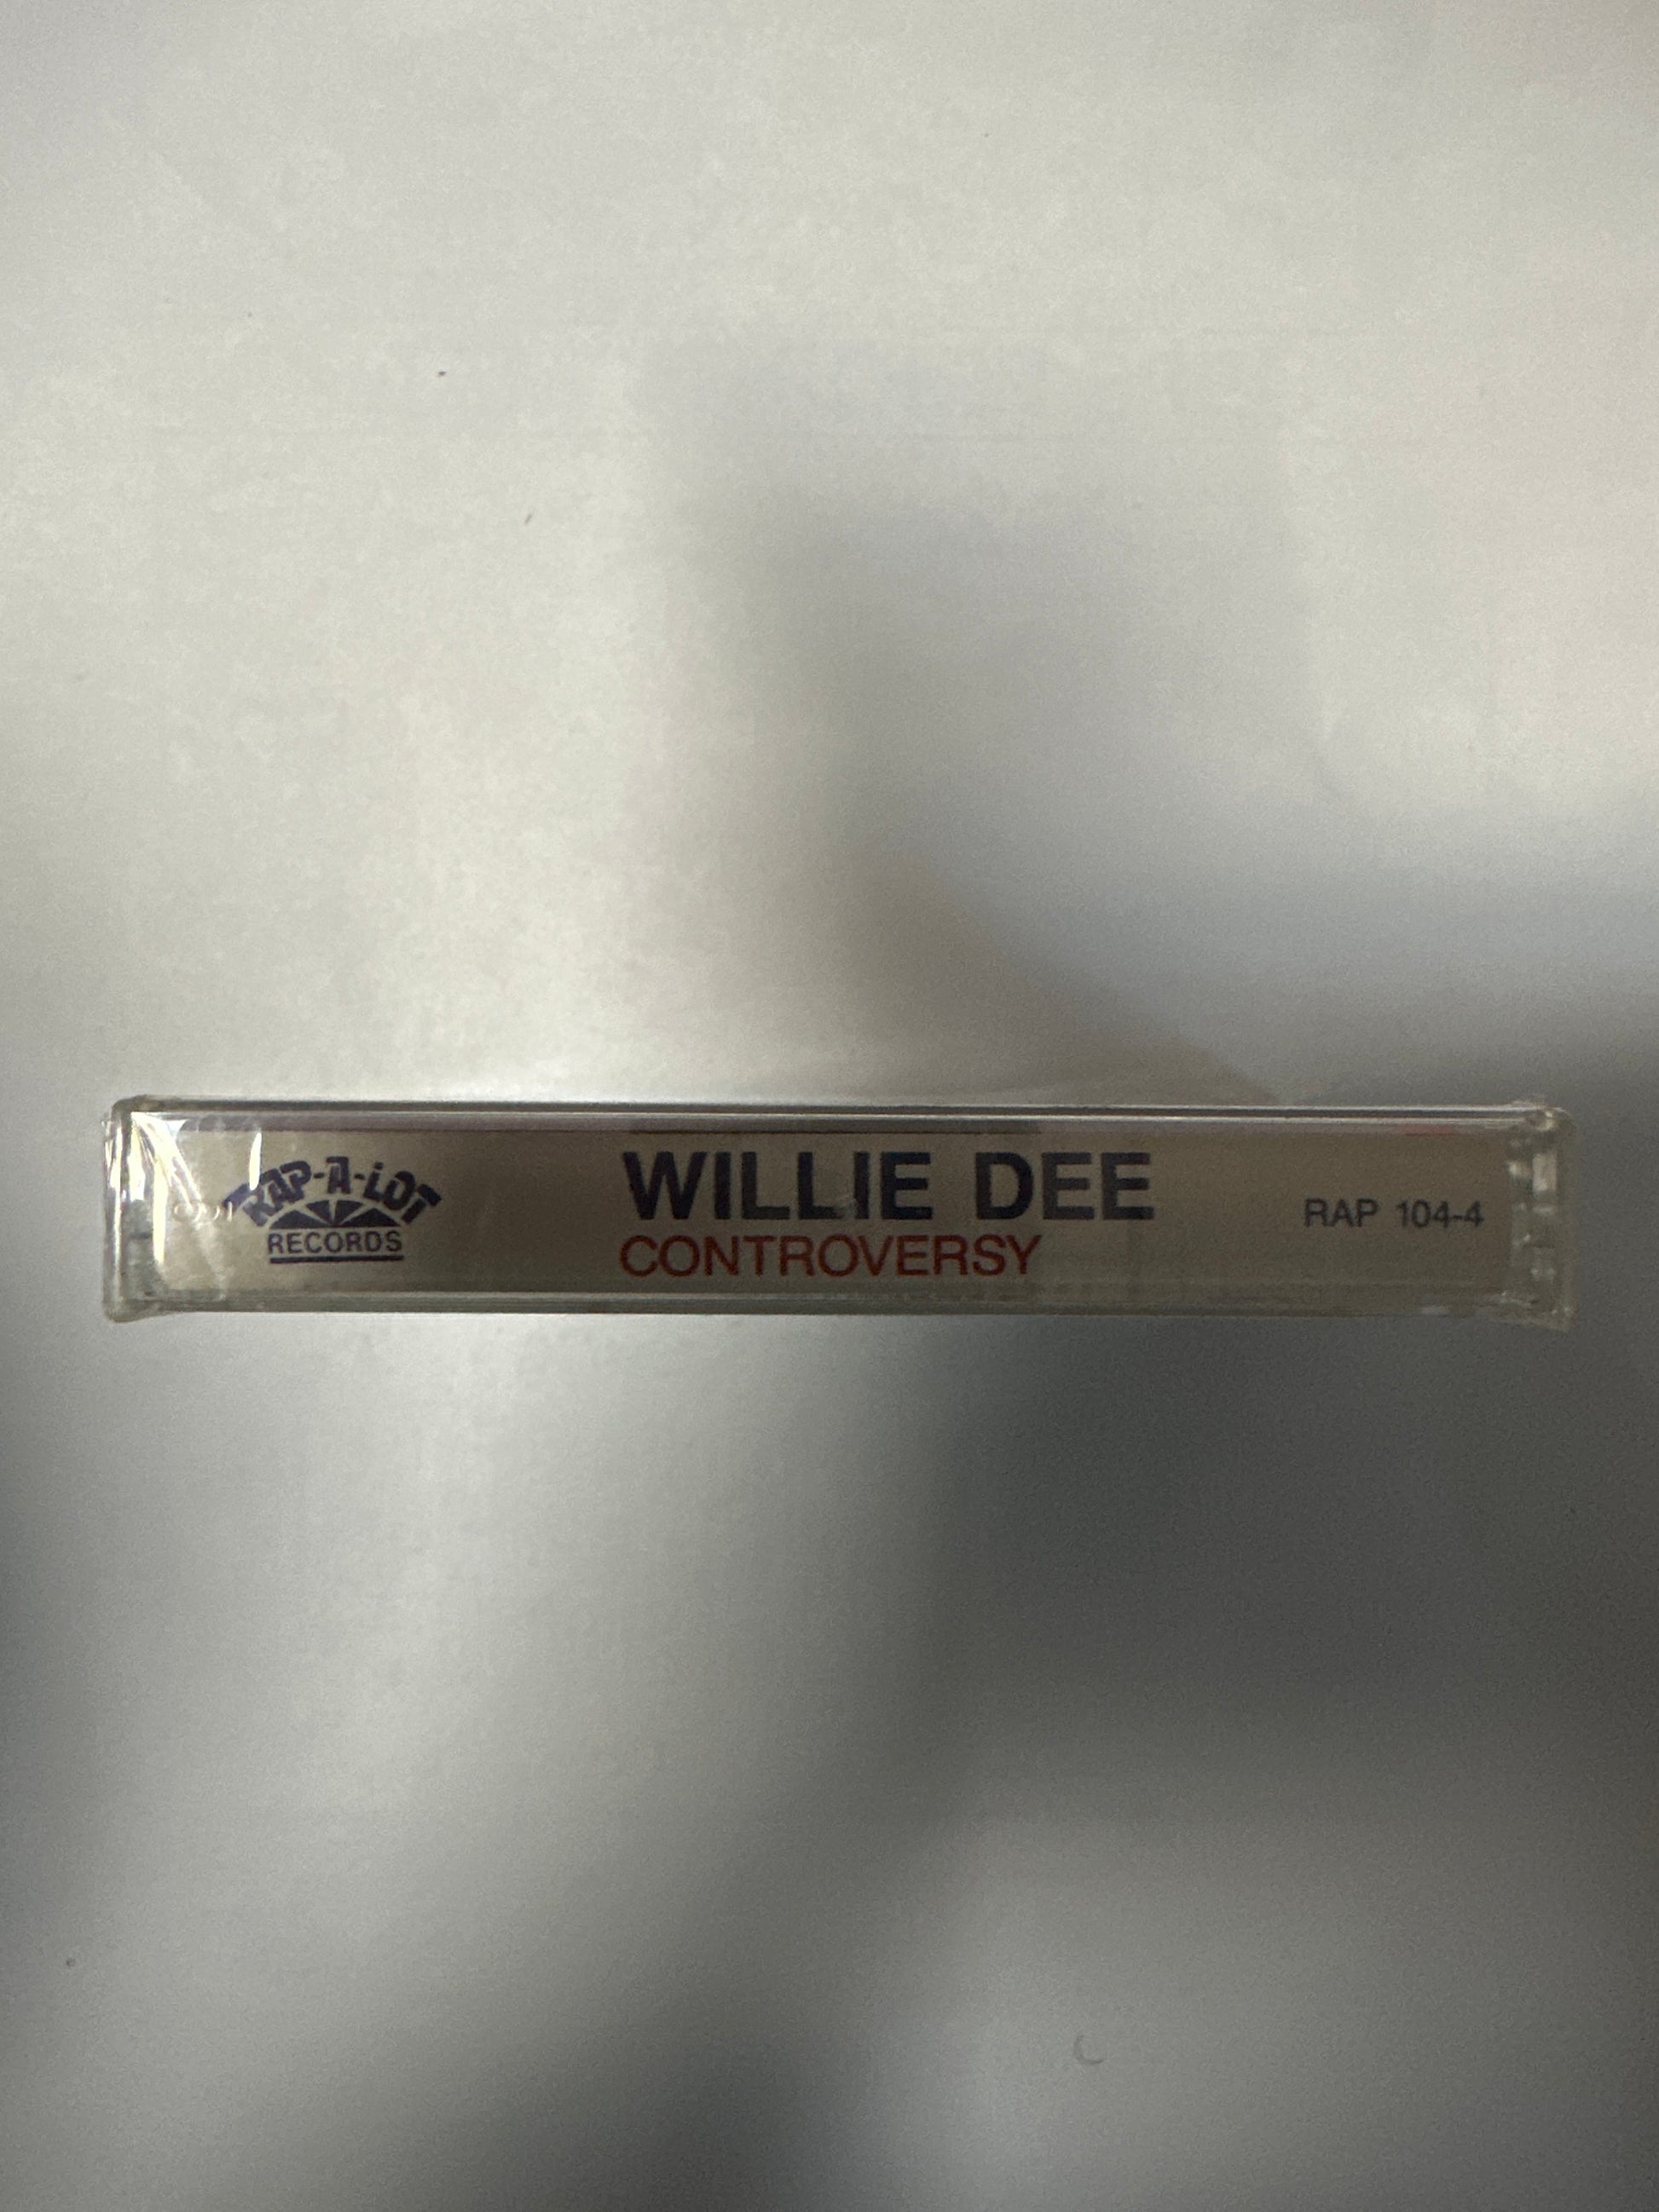 RAP-A-LOT
RECORDS
WILLIE DEE
CONTROVERSY
RAP 104-4